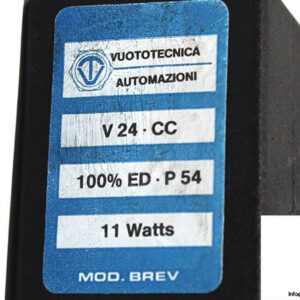 VUOTOTECNICA
AUTOMAZIONI
V 24 · CC
100% ED · P 54
11 Watts
MOD. BREV